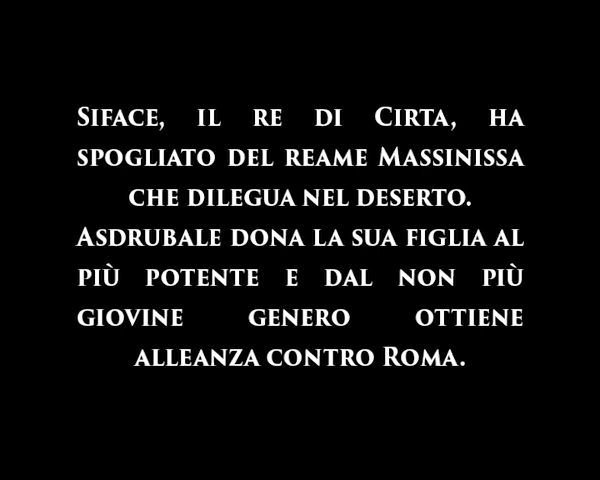 Siface, il re di Cirta, ha
spogliato del reame Massinissa
che dilegua nel deserto.
Asdrubale dona la sua figlia al
più potente e dal non più
giovine genero ottiene
alleanza contro Roma.